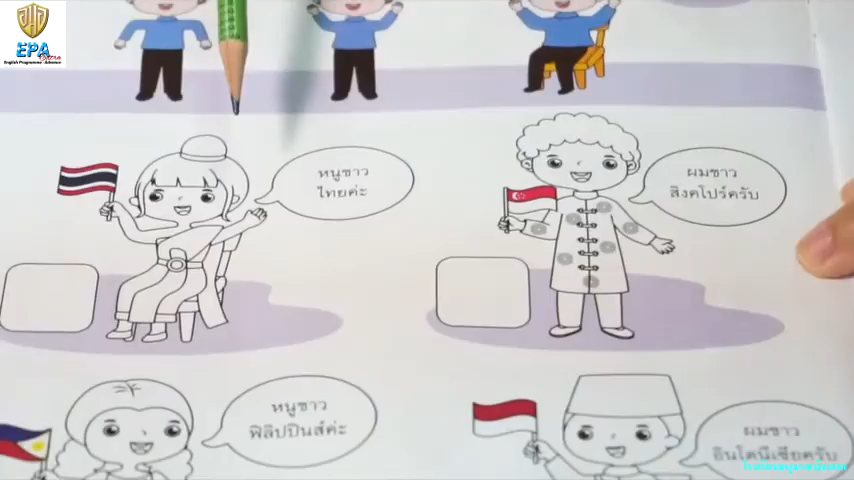 EPA
extra
English Programme : Advance
หนูชาว
ไทยค่ะ
ผมชาว
สิงคโปร์ครับ
หนูชาว
ฟิลิปปินส์ค่ะ
ผมชาว
อินโดนีเซียครับ